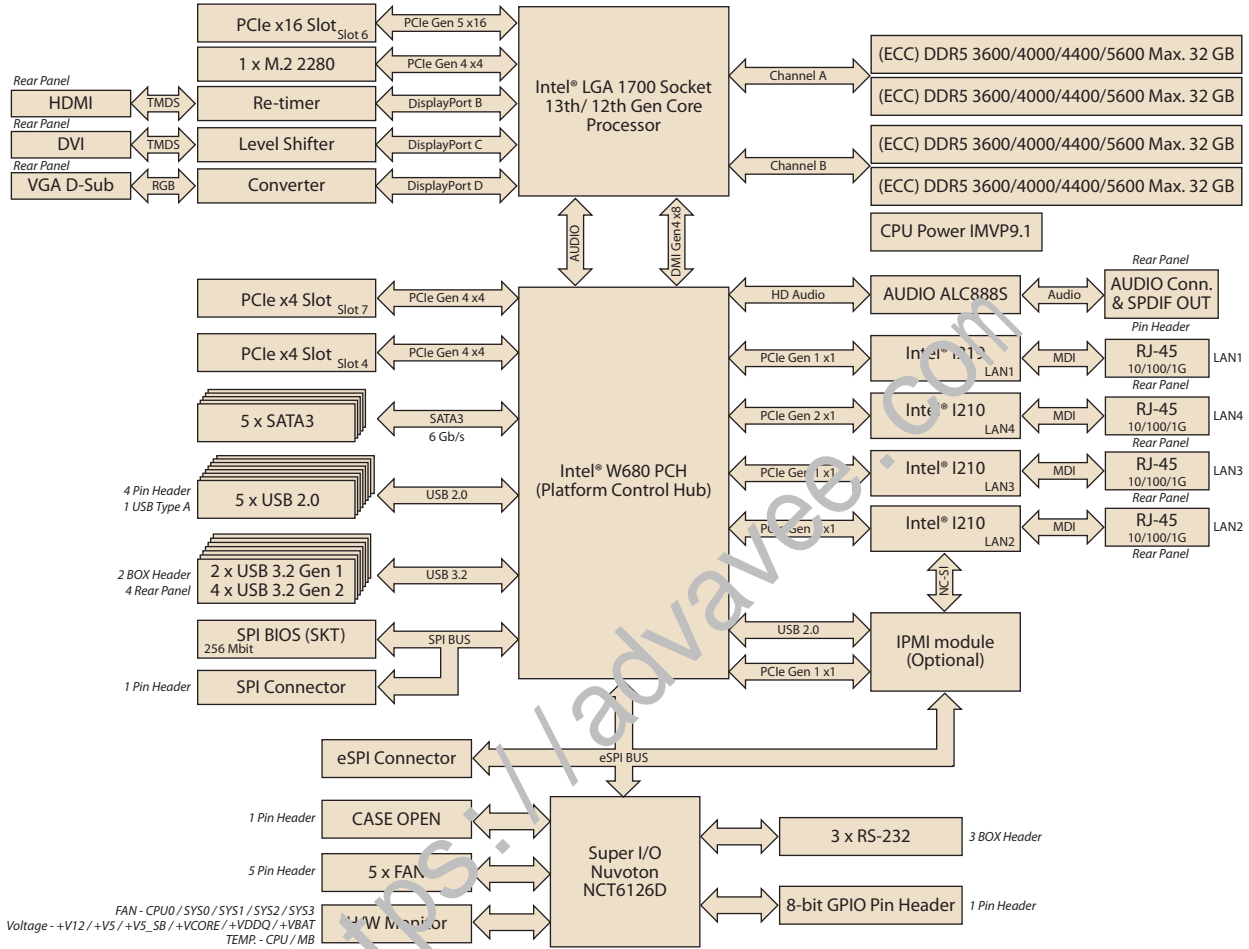 PCIe x16 Slot
Slot 6
PCIe Gen 5 x16
1 x M.2 2280
PCIe Gen 4 x4
Rear Panel
HDMI
TMDS
Re-timer
DisplayPort B
Rear Panel
DVI
TMDS
Level Shifter
DisplayPort C
Rear Panel
VGA D-Sub
RGB
Converter
DisplayPort D
Intel® LGA 1700 Socket
13th/ 12th Gen Core
Processor
Channel A
(ECC) DDR5 3600/4000/4400/5600 Max. 32 GB
(ECC) DDR5 3600/4000/4400/5600 Max. 32 GB
Channel B
(ECC) DDR5 3600/4000/4400/5600 Max. 32 GB
(ECC) DDR5 3600/4000/4400/5600 Max. 32 GB
CPU Power IMVP9.1
AUDIO
DMI Gen4 x8
PCIe x4 Slot
Slot 7
PCIe Gen 4 x4
PCIe x4 Slot
Slot 4
PCIe Gen 4 x4
5 x SATA3
SATA3
6 Gb/s
4 Pin Header
1 USB Type A
5 x USB 2.0
USB 2.0
2 BOX Header
4 Rear Panel
2 x USB 3.2 Gen 1
4 x USB 3.2 Gen 2
USB 3.2
SPI BIOS (SKT)
256 Mbit
SPI BUS
1 Pin Header
SPI Connector
Intel® W680 PCH
(Platform Control Hub)
HD Audio
AUDIO ALC888S
Audio
Rear Panel
AUDIO Conn.
& SPDIF OUT
Pin Header
PCIe Gen 1 x1
Intel® I219
LAN1
MDI
RJ-45
10/100/1G
LAN1
Rear Panel
PCIe Gen 2 x1
Intel® I210
LAN4
MDI
RJ-45
10/100/1G
LAN4
Rear Panel
PCIe Gen 1 x1
Intel® I210
LAN3
MDI
RJ-45
10/100/1G
LAN3
Rear Panel
PCIe Gen x1
Intel® I210
LAN2
MDI
RJ-45
10/100/1G
LAN2
Rear Panel
NC-SI
USB 2.0
PCIe Gen 1 x1
IPMI module
(Optional)
eSPI Connector
eSPI BUS
1 Pin Header
CASE OPEN
5 Pin Header
5 x FAN
FAN - CPU0 / SYS0 / SYS1 / SYS2 / SYS3
Voltage - +V12 / +V5 / +V5_SB / +VCORE / +VDDQ / +VBAT
TEMP. - CPU / MB
H/W Monitor
Super I/O
Nuvoton
NCT6126D
3 x RS-232
3 BOX Header
8-bit GPIO Pin Header
1 Pin Header
tps://advavee.com